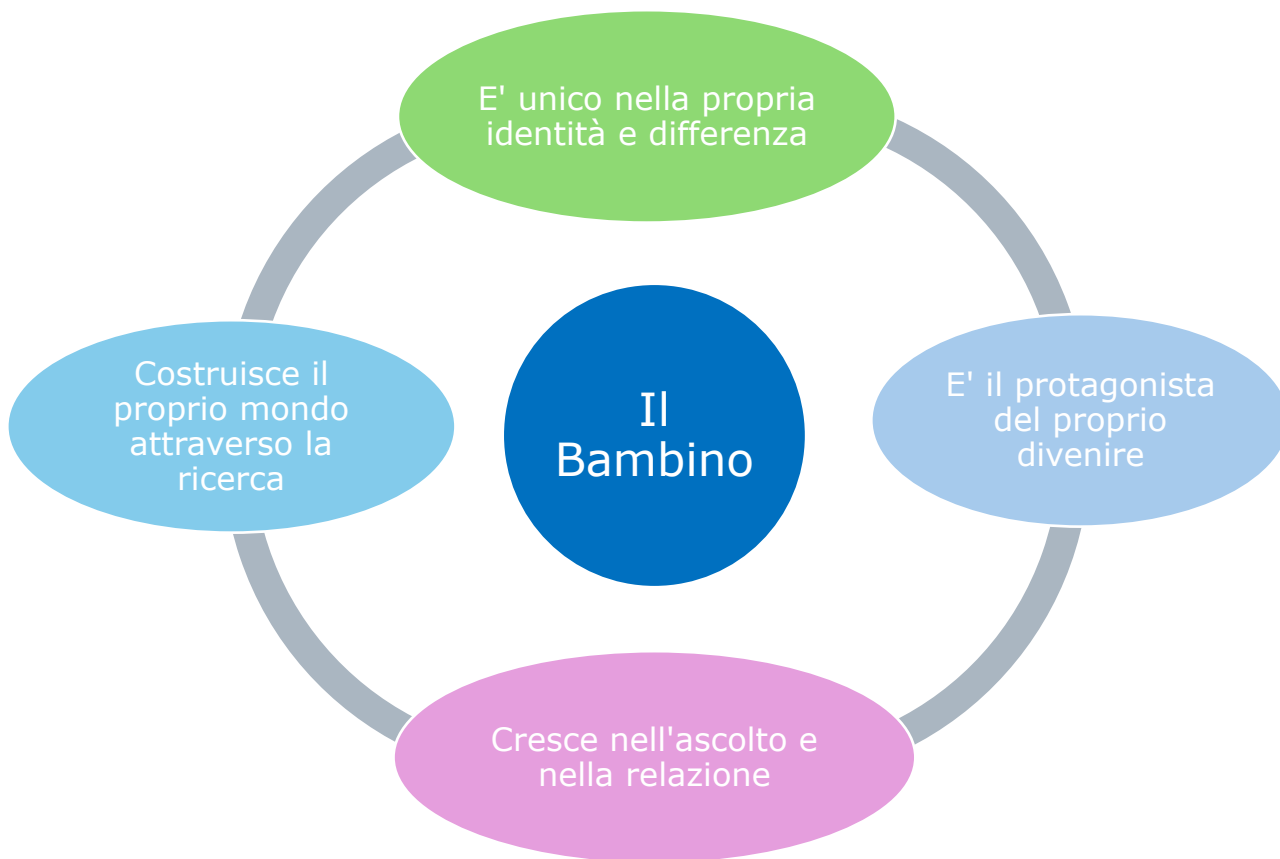 E' unico nella propria
identità e differenza
Il
Bambino
E' il protagonista
del proprio
divenire
Cresce nell'ascolto e
nella relazione
Costruisce il
proprio mondo
attraverso la
ricerca